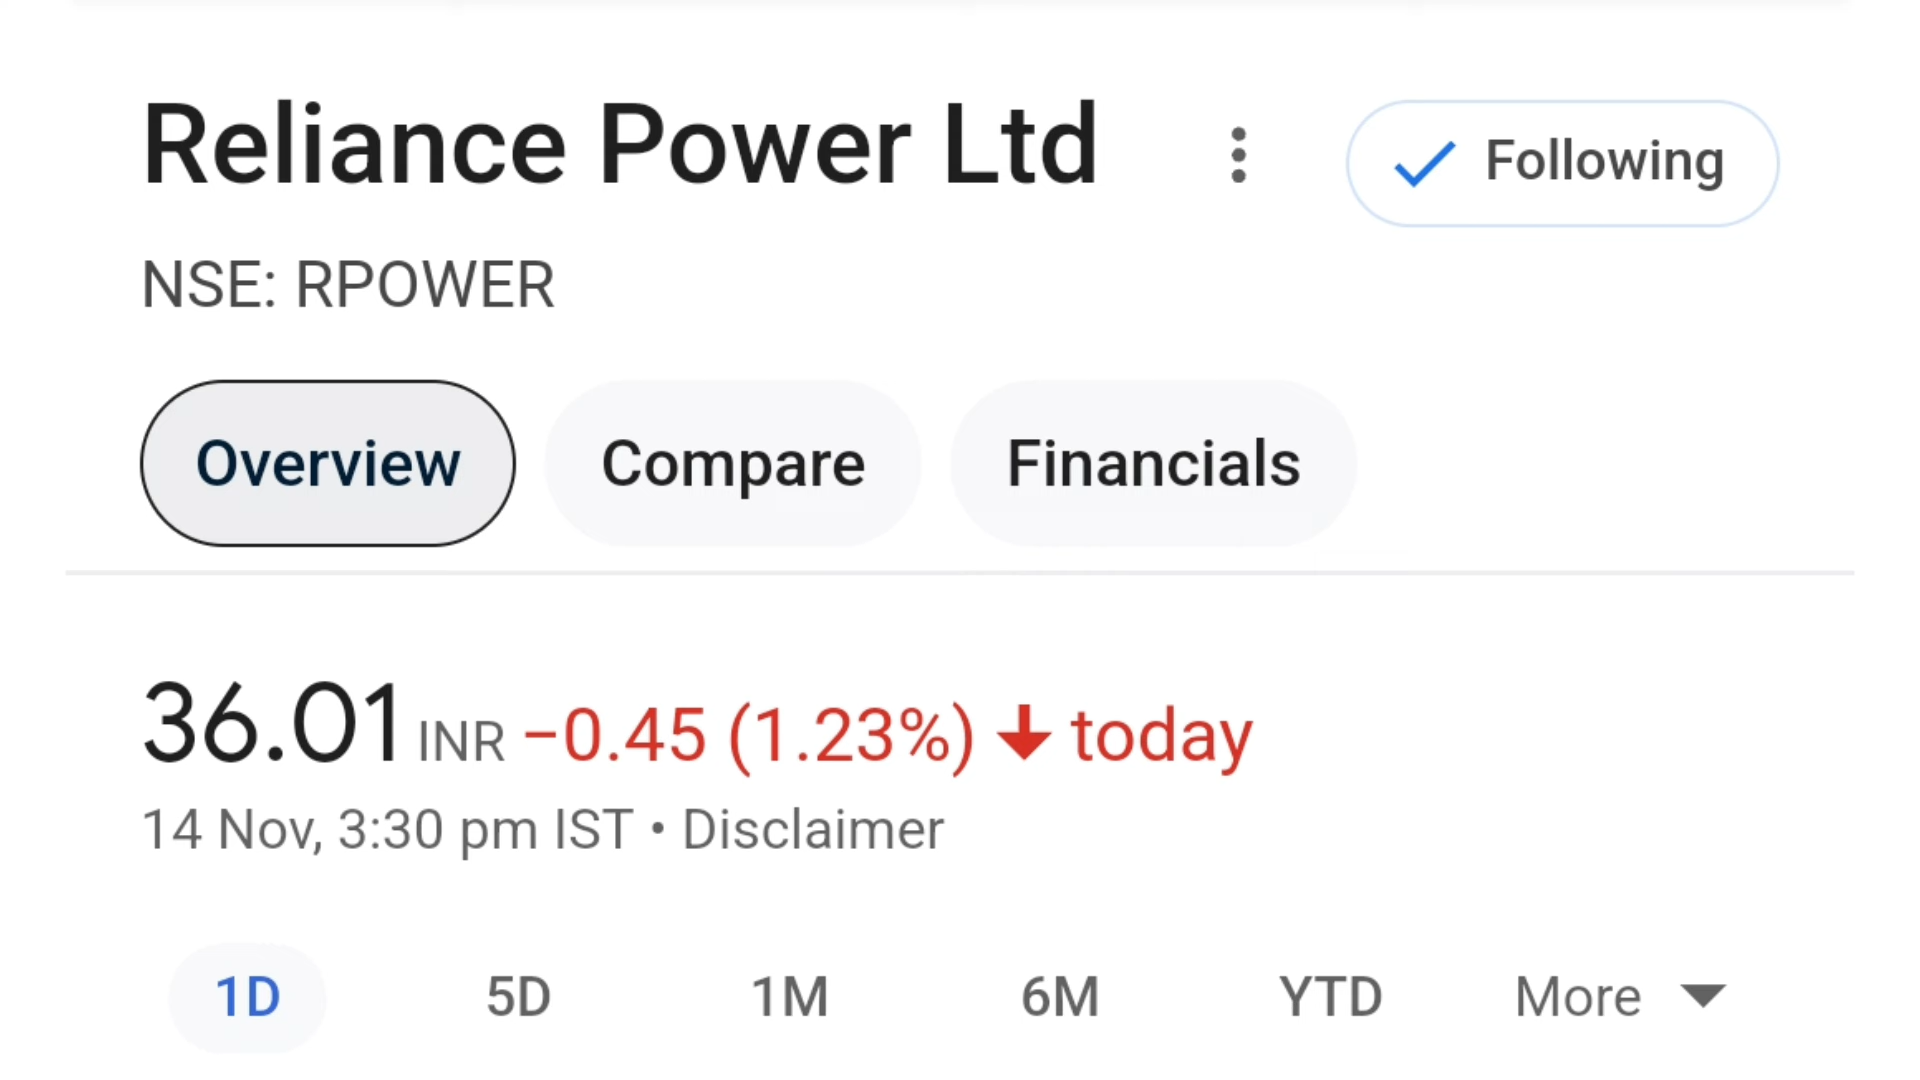 Reliance Power Ltd
Following
NSE: RPOWER
Overview Compare Financials
36.01 INR −0.45 (1.23%) ↓ today
14 Nov, 3:30 pm IST • Disclaimer
1D 5D 1M 6M YTD More